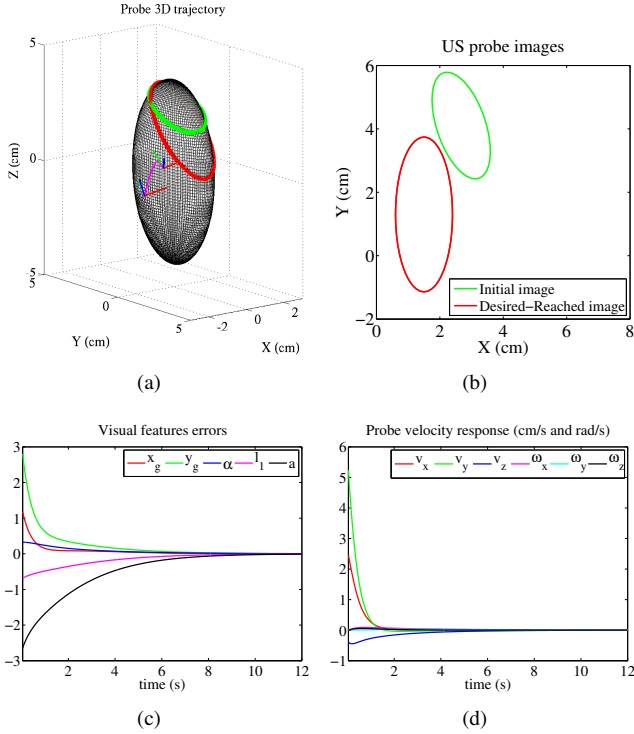 Probe 3D trajectory
5
0
-5
Z (cm)
0
5
Y (cm)
-2
0
2
X (cm)
(a)
US probe images
8
6
4
2
0
−2
Y (cm)
0
2
4
6
8
X (cm)
Initial image
Desired−Reached image
(b)
Visual features errors
3
2
1
0
−1
−2
−3
x_g
y_g
α
l_1
a
2
4
6
8
10
12
time (s)
(c)
Probe velocity response (cm/s and rad/s)
6
5
4
3
2
1
0
−1
v_x
v_y
v_z
ω_x
ω_y
ω_z
0
2
4
6
8
10
12
time (s)
(d)